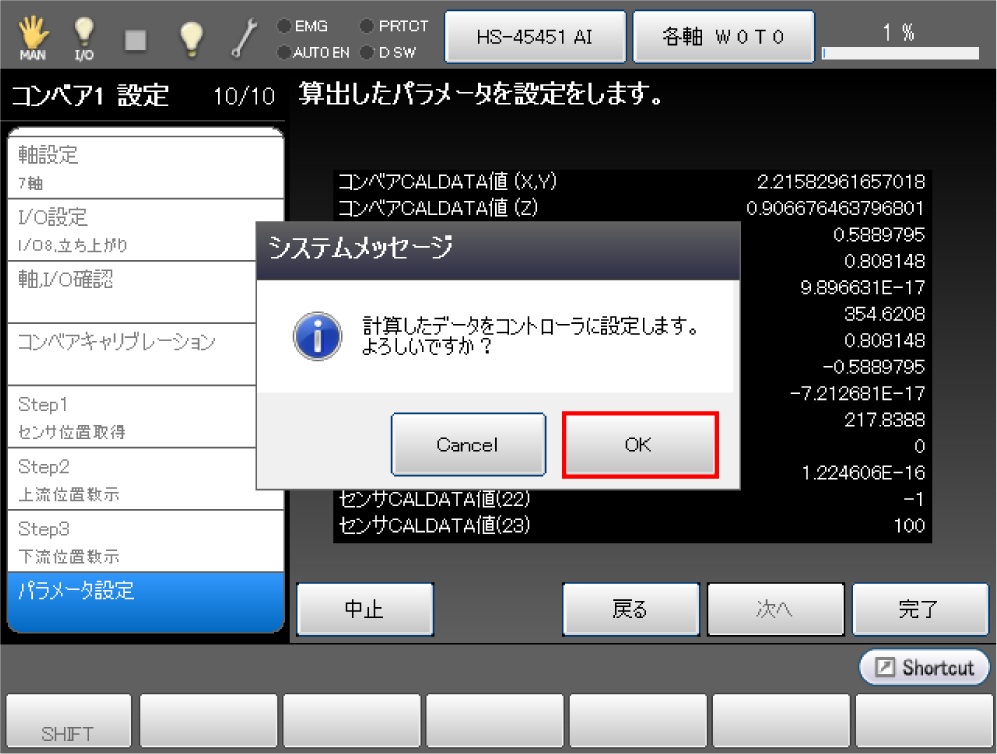 MAN
I/O
EMG
PRTCT
AUTO EN
D SW
HS-45451 AI
各軸 W 0 T 0
1 %
コンベア1 設定 10/10
算出したパラメータを設定をします。
軸設定
7軸
I/O設定
I/O8,立ち上がり
軸,I/O確認
コンベアキャリブレーション
Step1
センサ位置取得
Step2
上流位置教示
Step3
下流位置教示
パラメータ設定
コンベアCALDATA値 (X,Y) 2.21582961657018
コンベアCALDATA値 (Z) 0.906676463796801
0.5889795
0.808148
9.896631E-17
354.6208
0.808148
-0.5889795
-7.212681E-17
217.8388
0
1.224606E-16
センサCALDATA値(22) -1
センサCALDATA値(23) 100
システムメッセージ
計算したデータをコントローラに設定します。
よろしいですか？
Cancel
OK
中止
戻る
次へ
完了
Shortcut
SHIFT